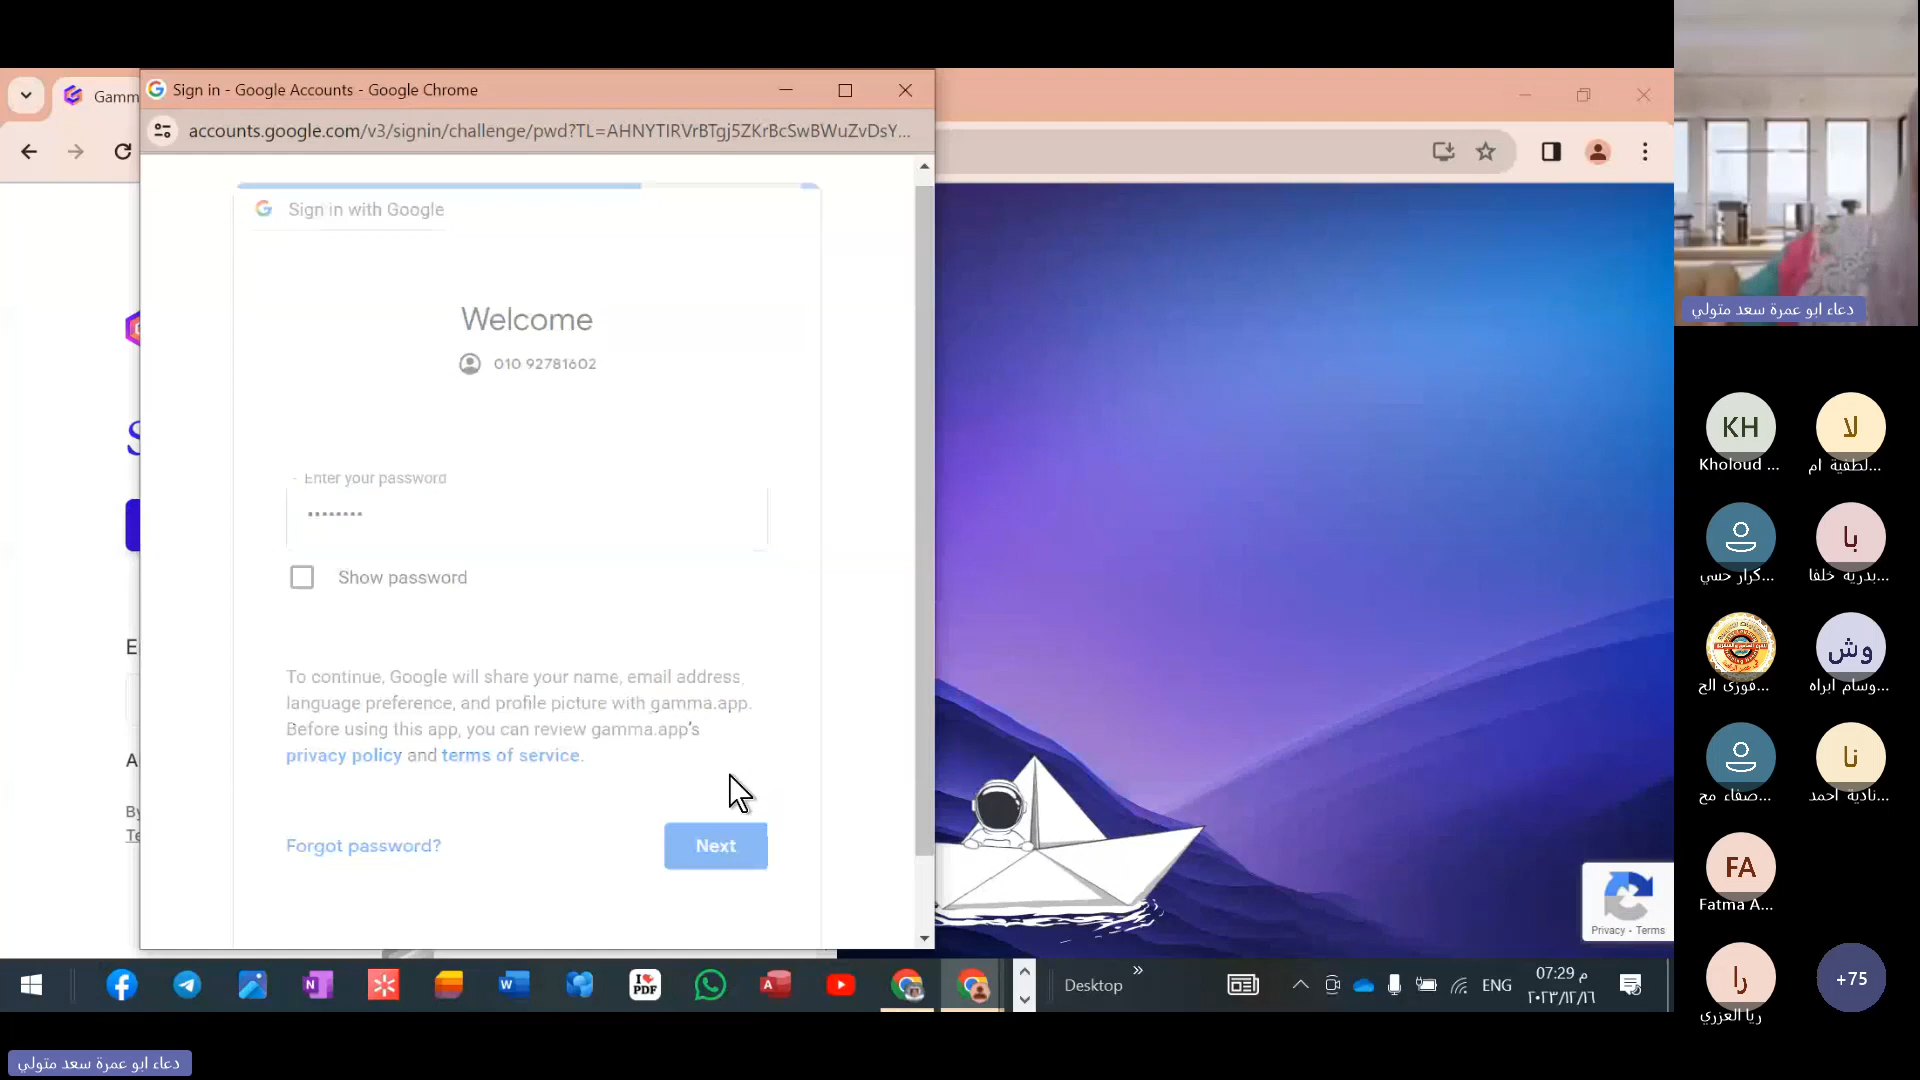 Gamm
Sign in - Google Accounts - Google Chrome
accounts.google.com/v3/signin/challenge/pwd?TL=AHNYTIRVrBTgj5ZKrBcSwBWuZvDsY...
Sign in with Google
Welcome
010 92781602
Enter your password
Show password
To continue, Google will share your name, email address,
language preference, and profile picture with gamma.app.
Before using this app, you can review gamma.app's
privacy policy and terms of service.
Forgot password?
Next
S
E
A
By
Te
Privacy - Terms
دعاء ابو عمرة سعد متولي
KH
Kholoud ...
لا
لطفية ام...
كرار حسي...
با
بدرية خلفا...
فوزى الح...
وش
وسام ابراه...
صفاء مح...
نا
نادية احمد...
FA
Fatma A...
را
ريا العزري
+75
I PDF
Desktop
ENG
07:29 م
٢٠٢٣/١٢/١٦
دعاء ابو عمرة سعد متولي